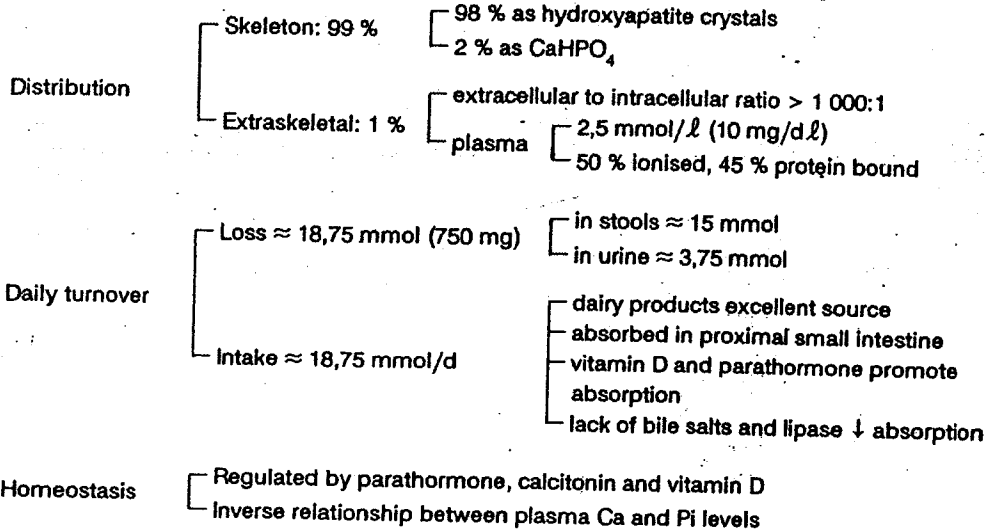 98 % as hydroxyapatite crystals
Skeleton: 99 %
2 % as CaHPO₄
Distribution
extracellular to intracellular ratio > 1 000:1
Extraskeletal: 1 %
2,5 mmol/ℓ (10 mg/dℓ)
plasma
50 % ionised, 45 % protein bound
in stools ≈ 15 mmol
Loss ≈ 18,75 mmol (750 mg)
in urine ≈ 3,75 mmol
Daily turnover
dairy products excellent source
absorbed in proximal small intestine
Intake ≈ 18,75 mmol/d
vitamin D and parathormone promote
absorption
lack of bile salts and lipase ↓ absorption
Homeostasis
Regulated by parathormone, calcitonin and vitamin D
Inverse relationship between plasma Ca and Pi levels